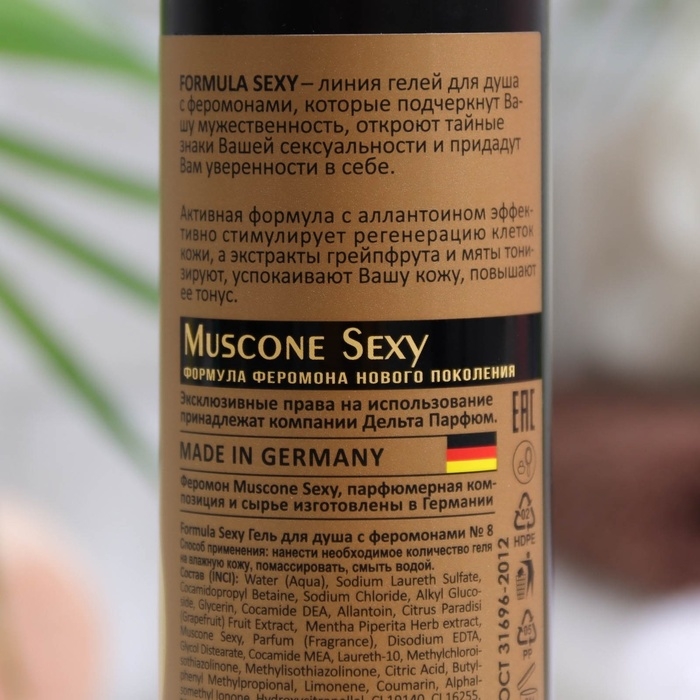 FORMULA SEXY – линия гелей для душа
с феромонами, которые подчеркнут Ва-
шу мужественность, откроют тайные
знаки Вашей сексуальности и придадут
Вам уверенности в себе.
Активная формула с аллантоином эффек-
тивно стимулирует регенерацию клеток
кожи, а экстракты грейпфрута и мяты тони-
зируют, успокаивают Вашу кожу, повышают
ее тонус.
MUSCONE SEXY
ФОРМУЛА ФЕРОМОНА НОВОГО ПОКОЛЕНИЯ
Эксклюзивные права на использование
принадлежат компании Дельта Парфюм.
MADE IN GERMANY
Феромон Muscone Sexy, парфюмерная ком-
позиция и сырье изготовлены в Германии
Formula Sexy Гель для душа с феромонами № 8
Способ применения: нанести необходимое количество геля
на влажную кожу, помассировать, смыть водой.
Состав (INCI): Water (Aqua), Sodium Laureth Sulfate,
Cocamidopropyl Betaine, Sodium Chloride, Alkyl Gluco-
side, Glycerin, Cocamide DEA, Allantoin, Citrus Paradisi
(Grapefruit) Fruit Extract, Mentha Piperita Herb extract,
Muscone Sexy, Parfum (Fragrance), Disodium EDTA,
Glycol Distearate, Cocamide MEA, Laureth-10, Methylchloroi-
sothiazolinone, Methylisothiazolinone, Citric Acid, Butyl-
phenyl Methylpropional, Limonene, Coumarin, Alphal-
CI 19140, CI 16255,
EAC
02
HDPE
05
PP
ГОСТ 31696-2012